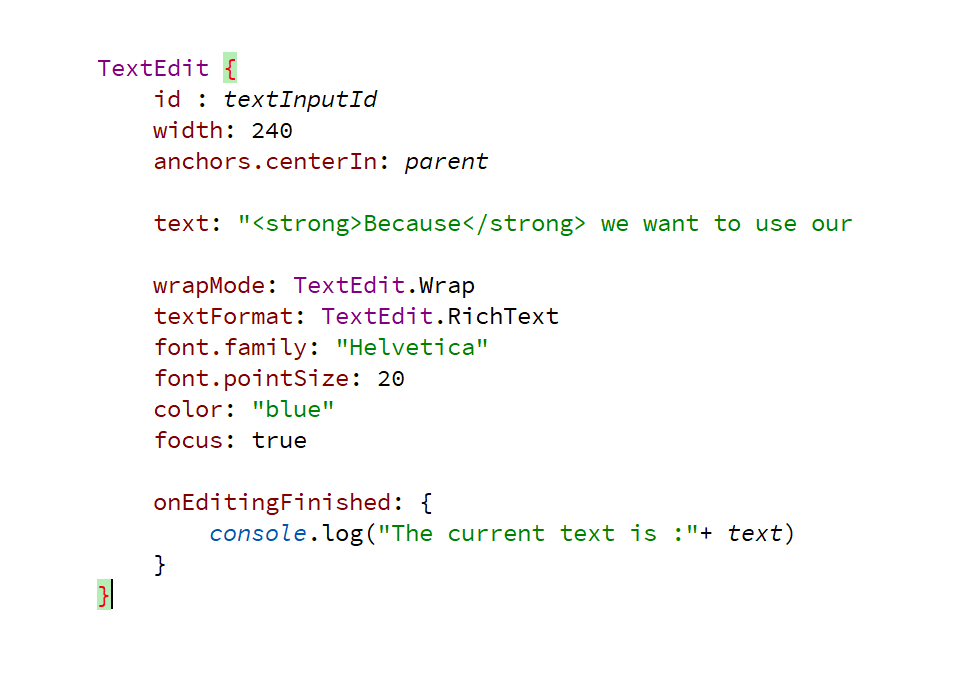 TextEdit {
    id : textInputId
    width: 240
    anchors.centerIn: parent

    text: "<strong>Because</strong> we want to use our

    wrapMode: TextEdit.Wrap
    textFormat: TextEdit.RichText
    font.family: "Helvetica"
    font.pointSize: 20
    color: "blue"
    focus: true

    onEditingFinished: {
        console.log("The current text is :"+ text)
    }
}